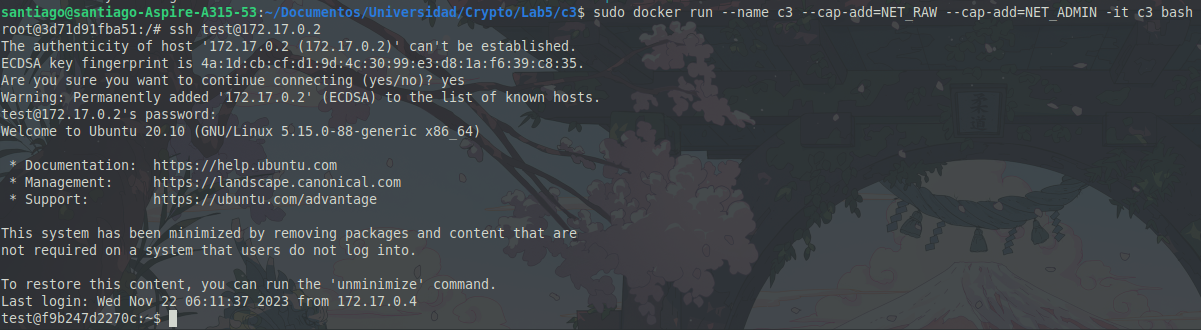 santiago@santiago-Aspire-A315-53:~/Documentos/Universidad/Crypto/Lab5/c3$ sudo docker run --name c3 --cap-add=NET_RAW --cap-add=NET_ADMIN -it c3 bash
root@3d71d91fba51:/# ssh test@172.17.0.2
The authenticity of host '172.17.0.2 (172.17.0.2)' can't be established.
ECDSA key fingerprint is 4a:1d:cb:cf:d1:9d:4c:30:99:e3:d8:1a:f6:39:c8:35.
Are you sure you want to continue connecting (yes/no)? yes
Warning: Permanently added '172.17.0.2' (ECDSA) to the list of known hosts.
test@172.17.0.2's password:
Welcome to Ubuntu 20.10 (GNU/Linux 5.15.0-88-generic x86_64)
 * Documentation:  https://help.ubuntu.com
 * Management:     https://landscape.canonical.com
 * Support:        https://ubuntu.com/advantage
This system has been minimized by removing packages and content that are
not required on a system that users do not log into.
To restore this content, you can run the 'unminimize' command.
Last login: Wed Nov 22 06:11:37 2023 from 172.17.0.4
test@f9b247d2270c:~$